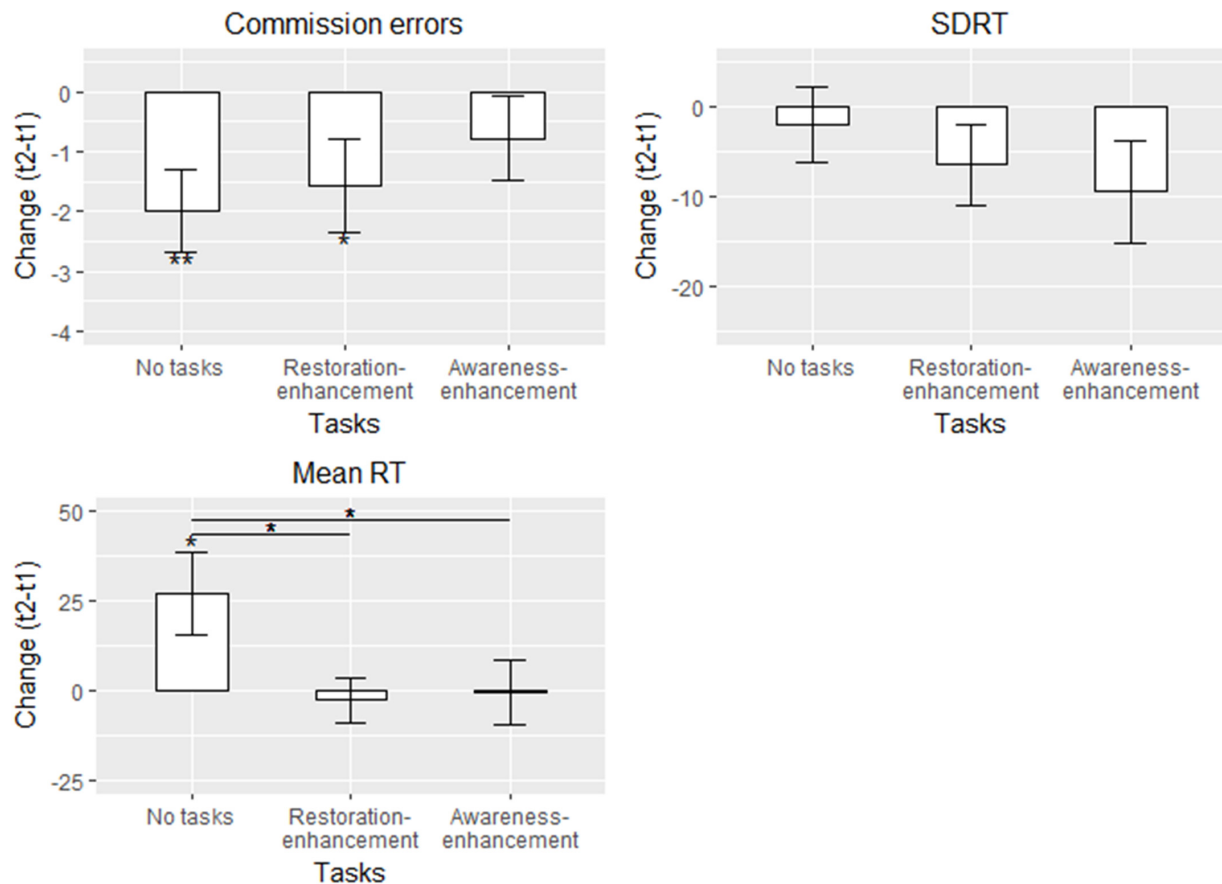 Commission errors
Change (t2-t1)
0
-1
-2
-3
-4
**
*
No tasks
Restoration-
enhancement
Awareness-
enhancement
Tasks
SDRT
Change (t2-t1)
0
-10
-20
No tasks
Restoration-
enhancement
Awareness-
enhancement
Tasks
Mean RT
Change (t2-t1)
50
25
0
-25
*
*
*
No tasks
Restoration-
enhancement
Awareness-
enhancement
Tasks